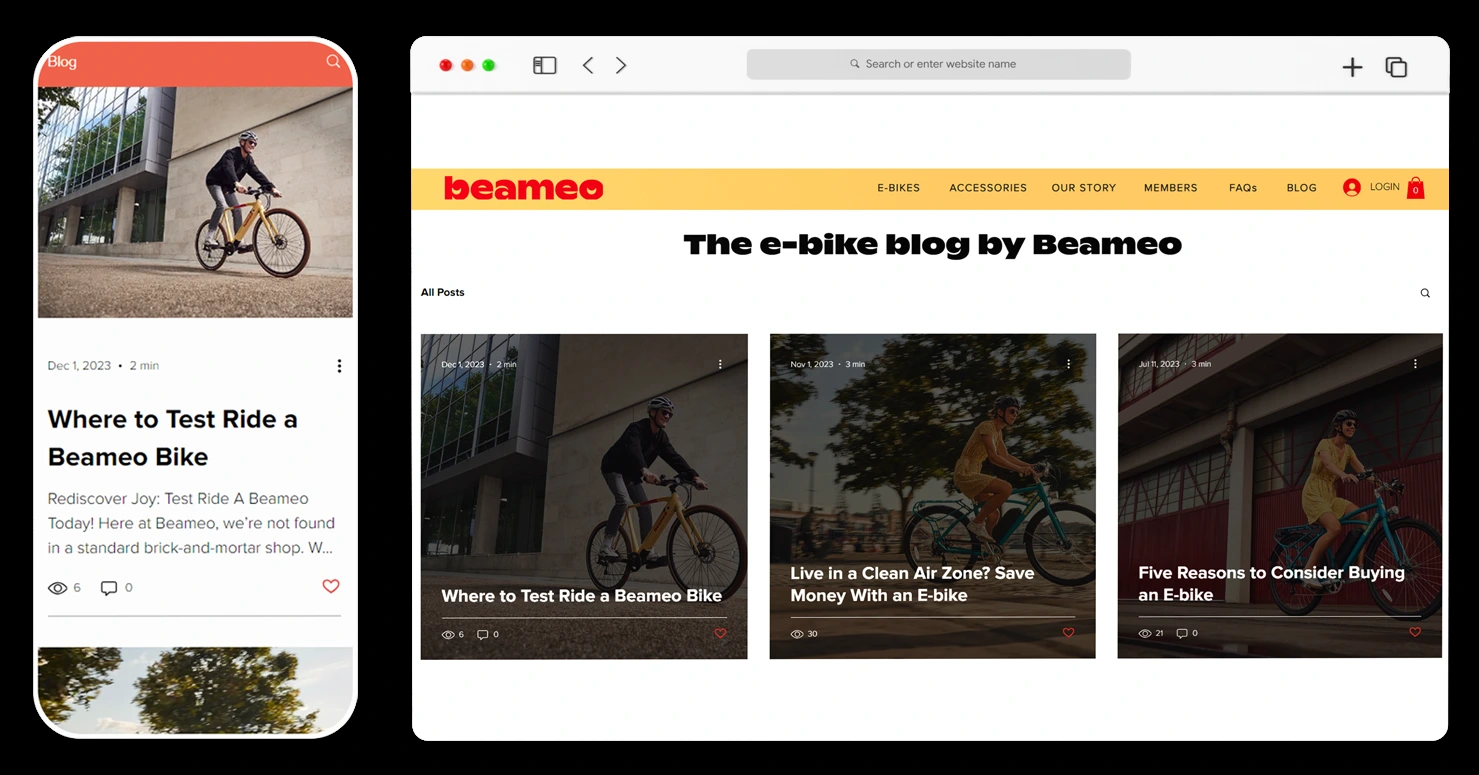 Blog
Dec 1, 2023 • 2 min
Where to Test Ride a
Beameo Bike
Rediscover Joy: Test Ride A Beameo
Today! Here at Beameo, we're not found
in a standard brick-and-mortar shop. W...
6 0
Search or enter website name
beameo
E-BIKES ACCESSORIES OUR STORY MEMBERS FAQs BLOG LOGIN 0
The e-bike blog by Beameo
All Posts
Dec 1, 2023 · 2 min
Where to Test Ride a Beameo Bike
6 0
Nov 1, 2023 · 3 min
Live in a Clean Air Zone? Save
Money With an E-bike
30
Jul 11, 2023 · 3 min
Five Reasons to Consider Buying
an E-bike
21 0